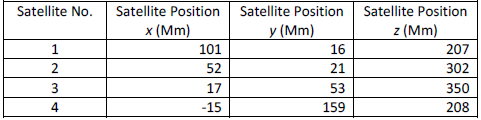 Satellite No. Satellite Position Satellite Position Satellite Position
x (Mm) y (Mm) z (Mm)
1 101 16 207
2 52 21 302
3 17 53 350
4 -15 159 208